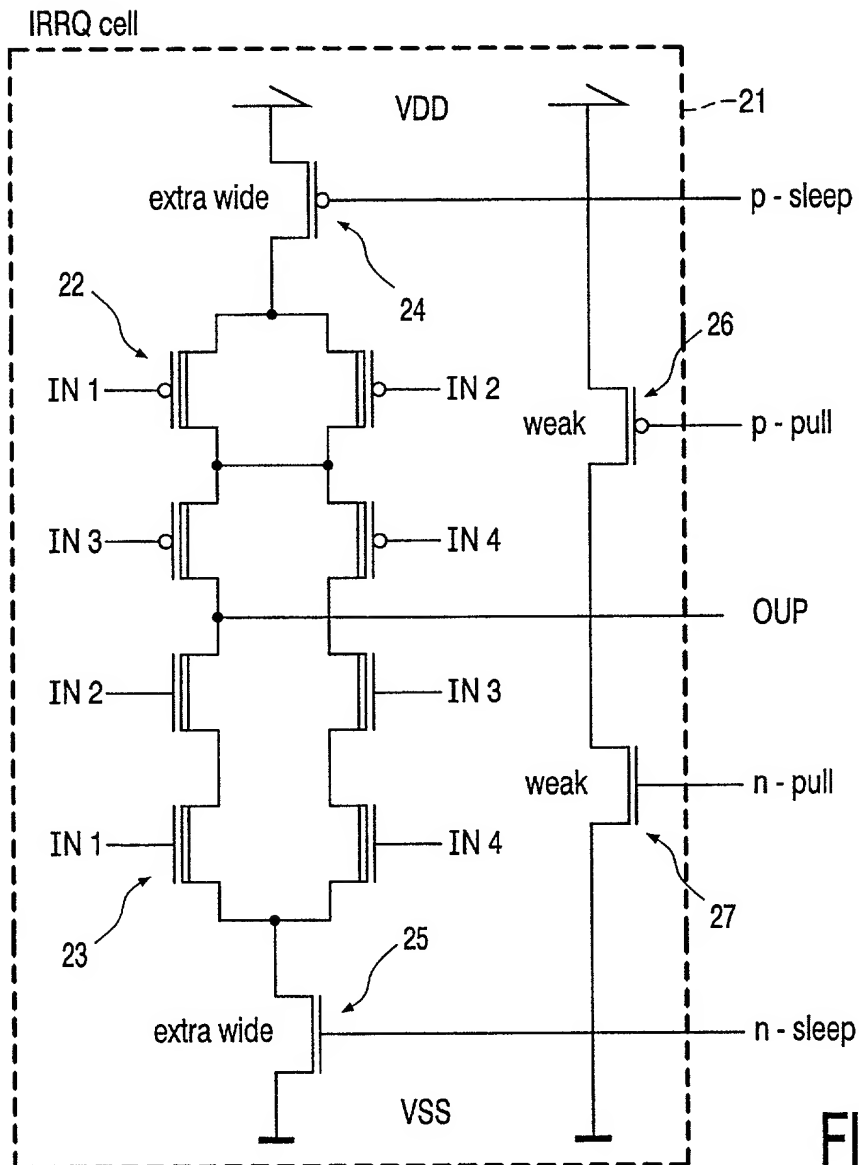 IRRQ cell
VDD
21
extra wide
p - sleep
24
22
26
IN 1
IN 2
weak
p - pull
IN 3
IN 4
OUP
IN 2
IN 3
weak
n - pull
IN 1
IN 4
27
23
25
extra wide
n - sleep
VSS